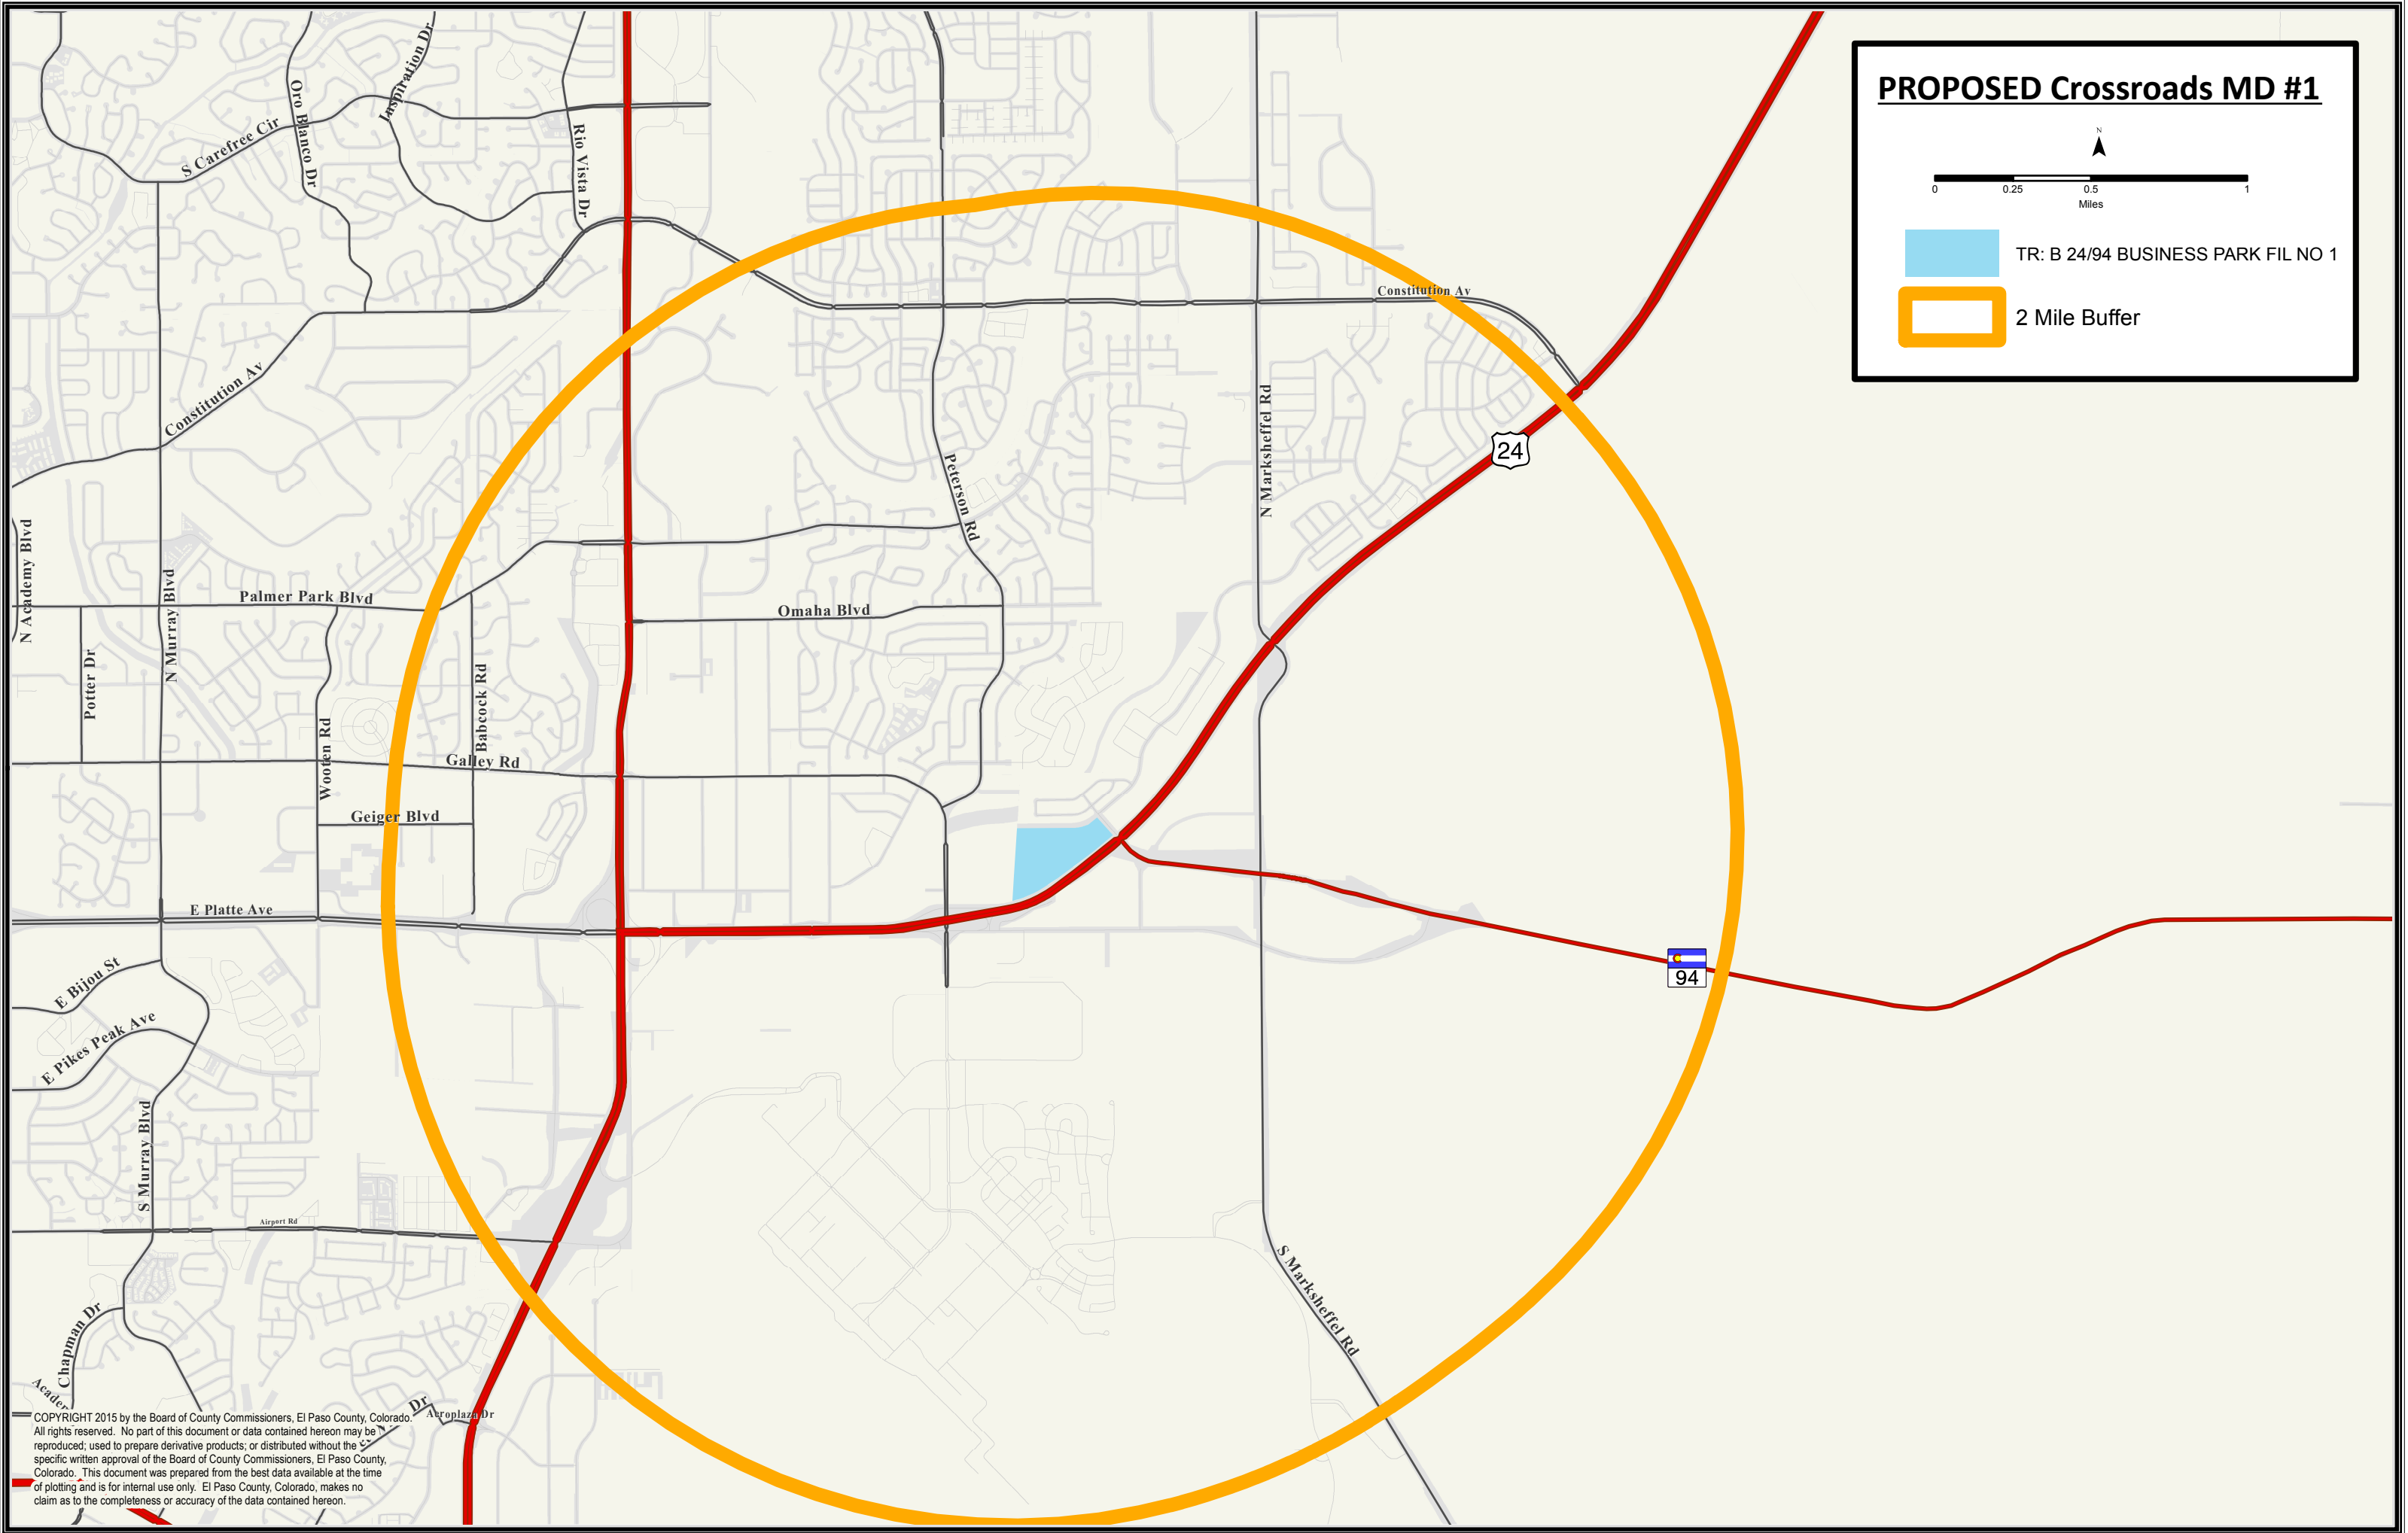 PROPOSED Crossroads MD #1
N
0 0.25 0.5 1
Miles
TR: B 24/94 BUSINESS PARK FIL NO 1
2 Mile Buffer
Inspiration Dr
Oro Blanco Dr
S Carefree Cir
Rio Vista Dr
Constitution Av
Constitution Av
N Marksheffel Rd
24
Peterson Rd
N Academy Blvd
N Murray Blvd
Palmer Park Blvd
Omaha Blvd
Potter Dr
Babcock Rd
Wooten Rd
Galley Rd
Geiger Blvd
E Platte Ave
94
E Bijou St
E Pikes Peak Ave
S Murray Blvd
Airport Rd
S Marksheffel Rd
Chapman Dr
Dr
Aeroplaza Dr
COPYRIGHT 2015 by the Board of County Commissioners, El Paso County, Colorado.
All rights reserved. No part of this document or data contained hereon may be
reproduced; used to prepare derivative products; or distributed without the
specific written approval of the Board of County Commissioners, El Paso County,
Colorado. This document was prepared from the best data available at the time
of plotting and is for internal use only. El Paso County, Colorado, makes no
claim as to the completeness or accuracy of the data contained hereon.